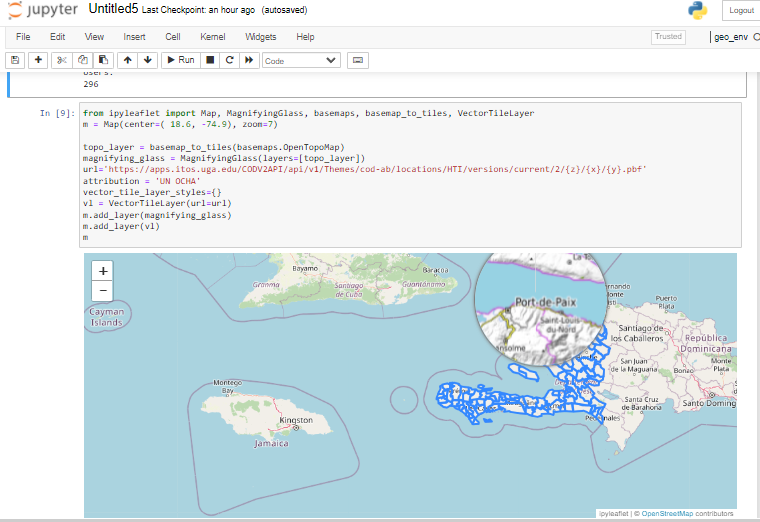 jupyter Untitled5 Last Checkpoint: an hour ago (autosaved)
Logout
File Edit View Insert Cell Kernel Widgets Help
Trusted
geo_env
Run
Code
users:
296
In [9]:
from ipyleaflet import Map, MagnifyingGlass, basemaps, basemap_to_tiles, VectorTileLayer
m = Map(center=( 18.6, -74.9), zoom=7)
topo_layer = basemap_to_tiles(basemaps.OpenTopoMap)
magnifying_glass = MagnifyingGlass(layers=[topo_layer])
url='https://apps.itos.uga.edu/CODV2API/api/v1/Themes/cod-ab/locations/HTI/versions/current/2/{z}/{x}/{y}.pbf'
attribution = 'UN OCHA'
vector_tile_layer_styles={}
vl = VectorTileLayer(url=url)
m.add_layer(magnifying_glass)
m.add_layer(vl)
m
+
−
Bayamo
Baracoa
Granma
Santiago
de Cuba
Guantánamo
Cayman
Islands
Port-de-Paix
Saint-Louis
du-Nord
Puerto
Plata
Santiago de
los Caballeros
República
Dominicana
San Juan
de la Maguana
Bonao
Monte
Plata
Montego
Bay
Kingston
Jamaica
Santa Cruz
de Barahona
Santo Doming
Pedernales
ipyleaflet | © OpenStreetMap contributors